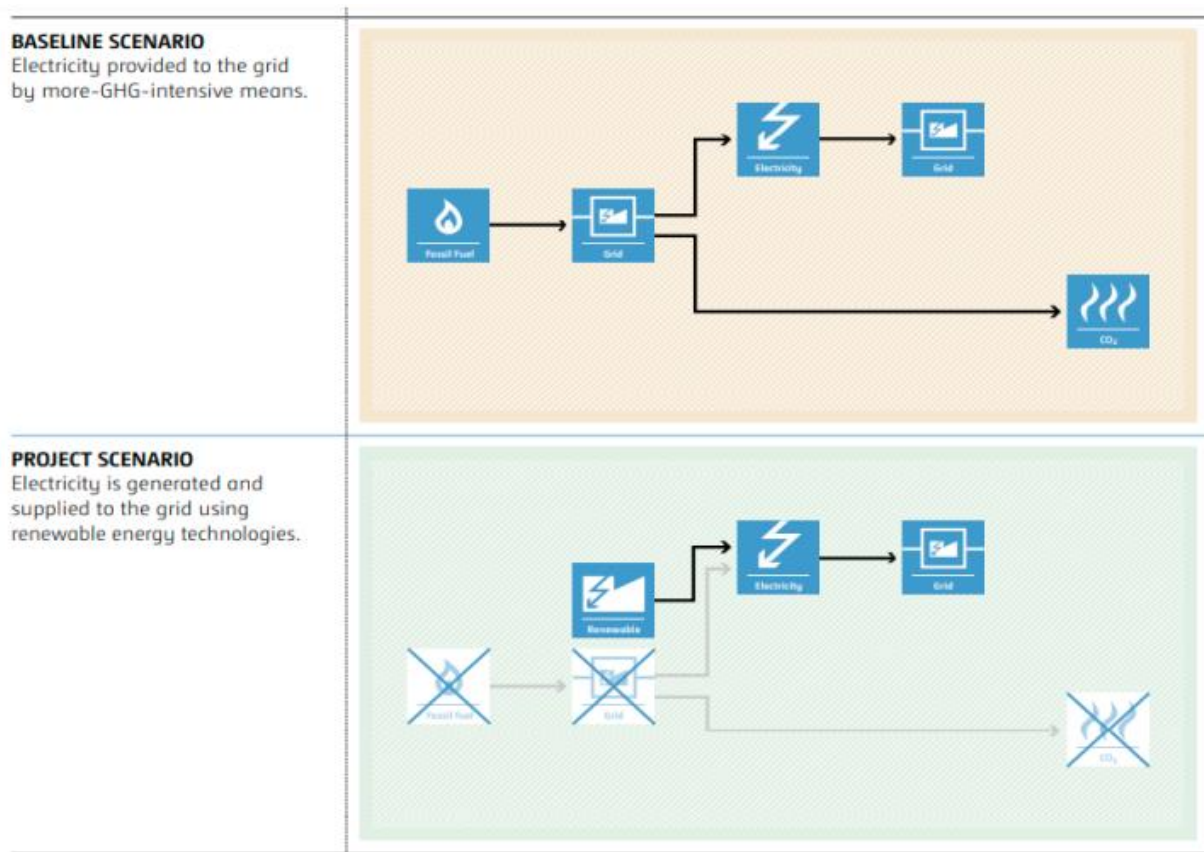 BASELINE SCENARIO
Electricity provided to the grid
by more-GHG-intensive means.
Electricity
Grid
Fossil Fuel
Grid
CO₂
PROJECT SCENARIO
Electricity is generated and
supplied to the grid using
renewable energy technologies.
Electricity
Grid
Renewable
Fossil Fuel
Grid
CO₂